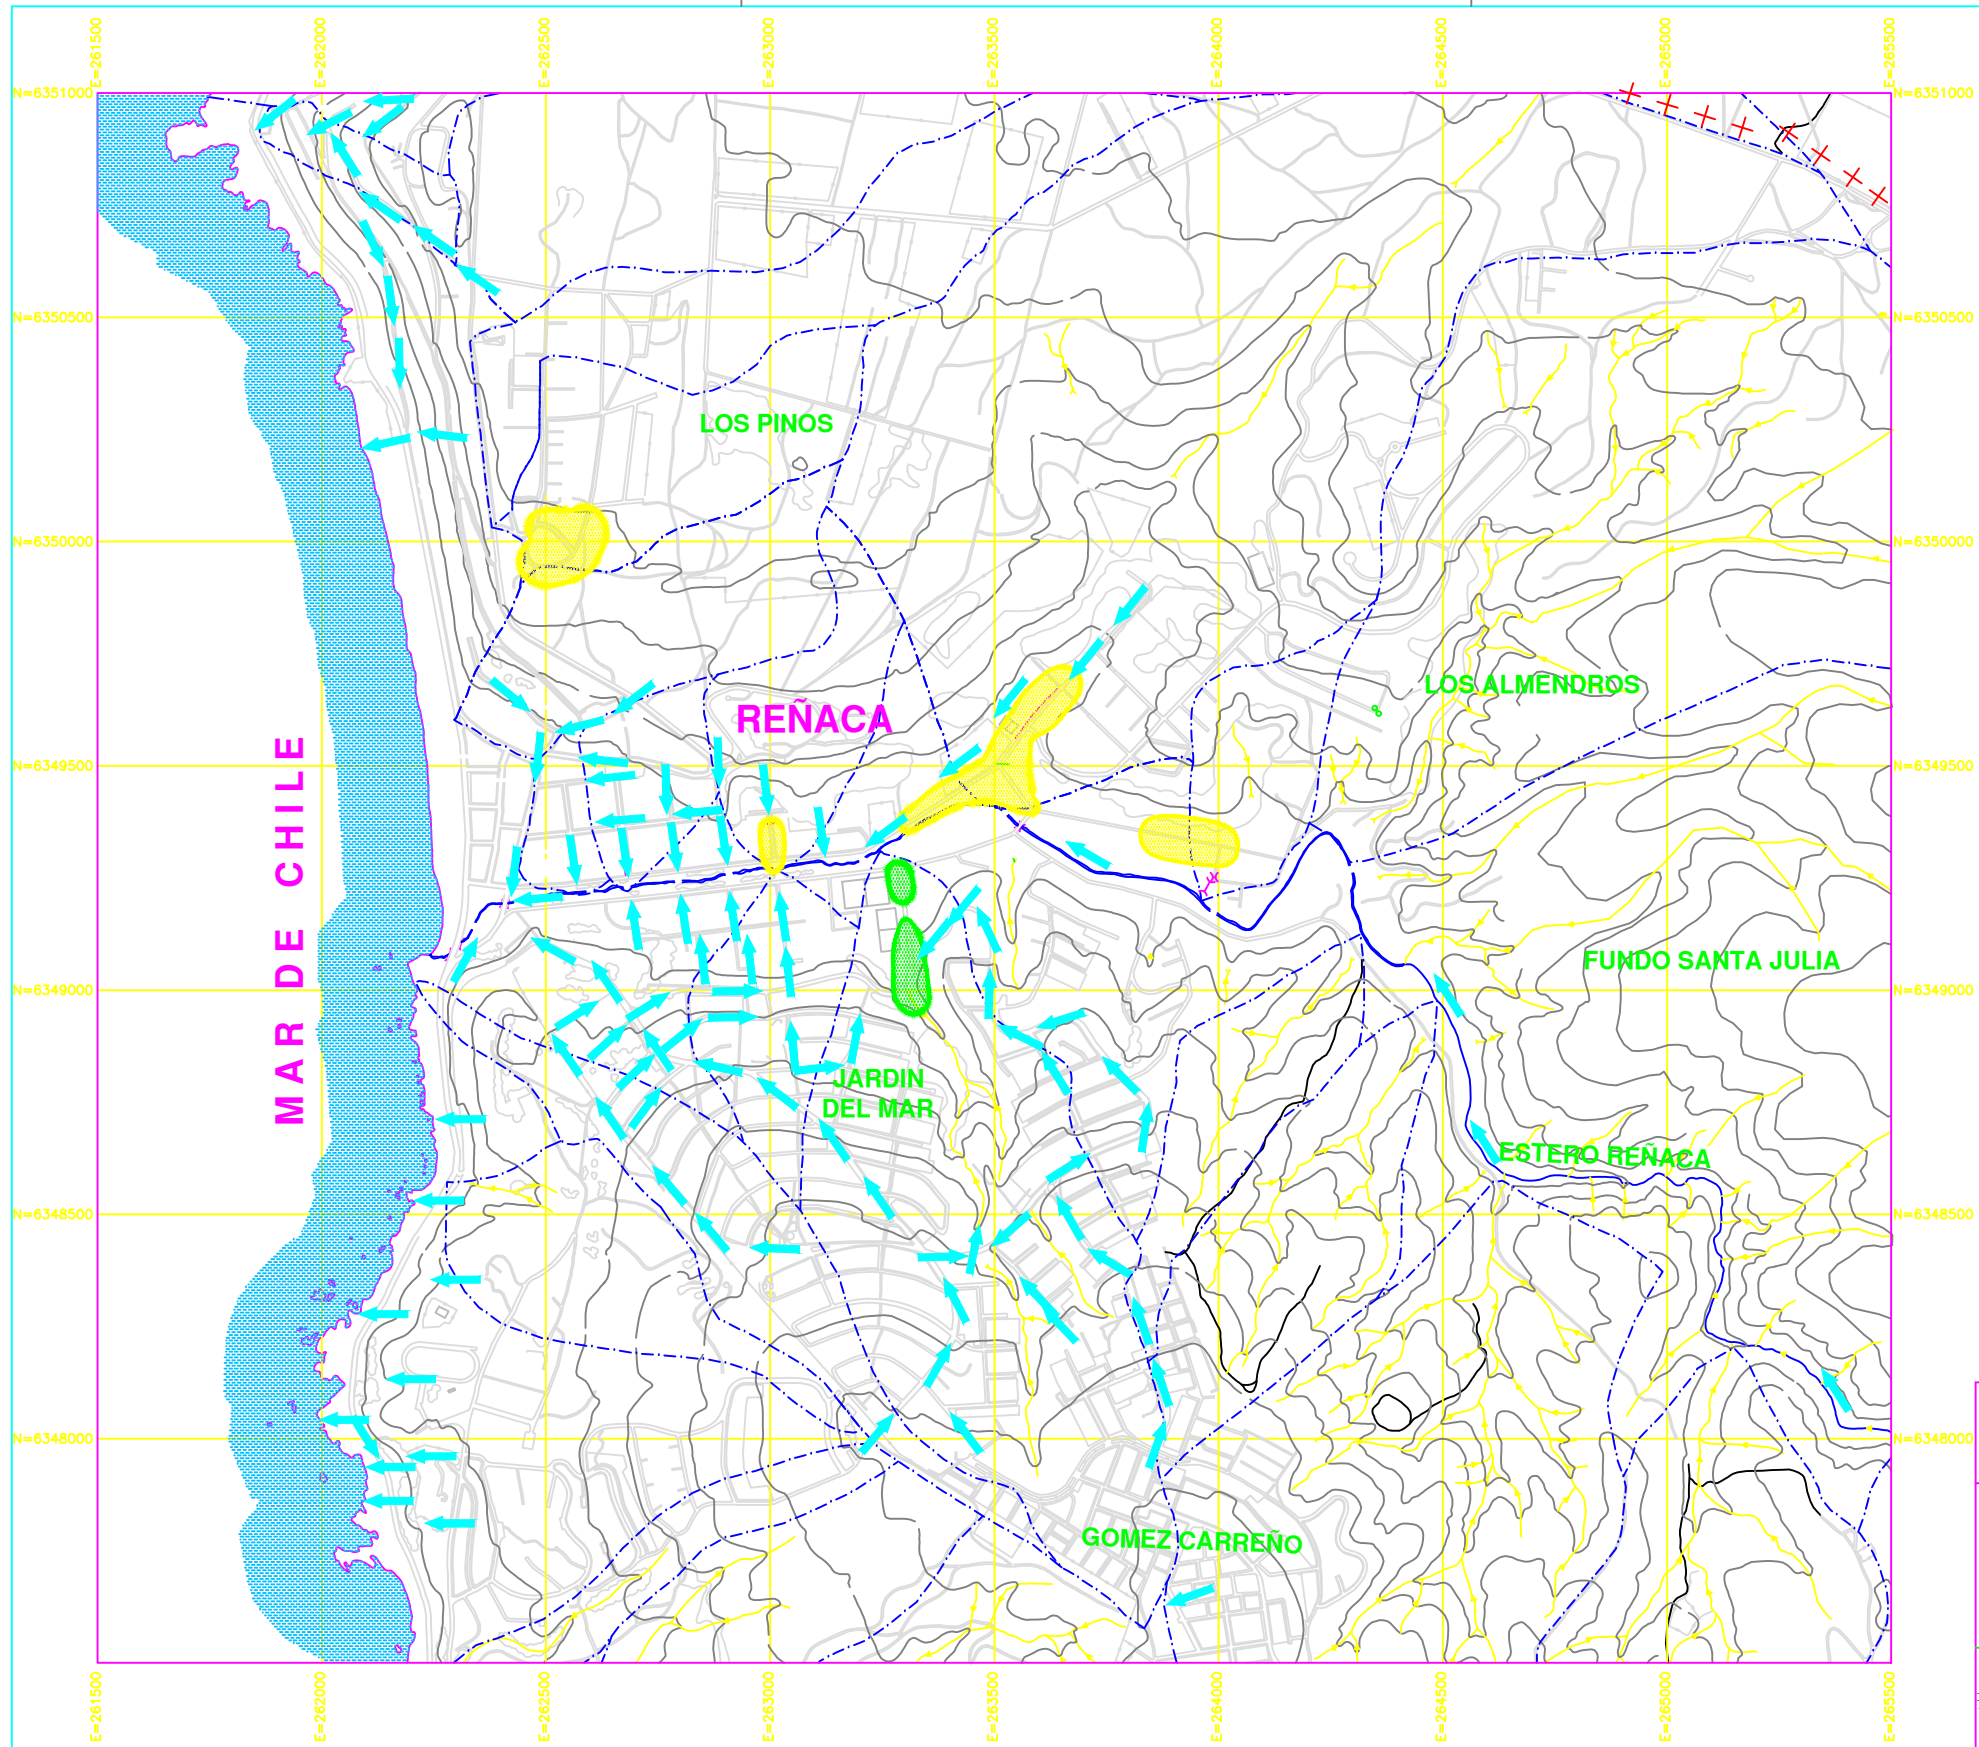 E=261500
E=262000
E=262500
E=263000
E=263500
E=264000
E=264500
E=265000
E=265500
N=6351000
N=6351000
N=6350500
N=6350500
LOS PINOS
N=6350000
N=6350000
LOS ALMENDROS
REÑACA
N=6349500
N=6349500
MAR DE CHILE
FUNDO SANTA JULIA
N=6349000
N=6349000
JARDIN
DEL MAR
ESTERO REÑACA
N=6348500
N=6348500
N=6348000
N=6348000
GOMEZ CARREÑO
E=261500
E=262000
E=262500
E=263000
E=263500
E=264000
E=264500
E=265000
E=265500